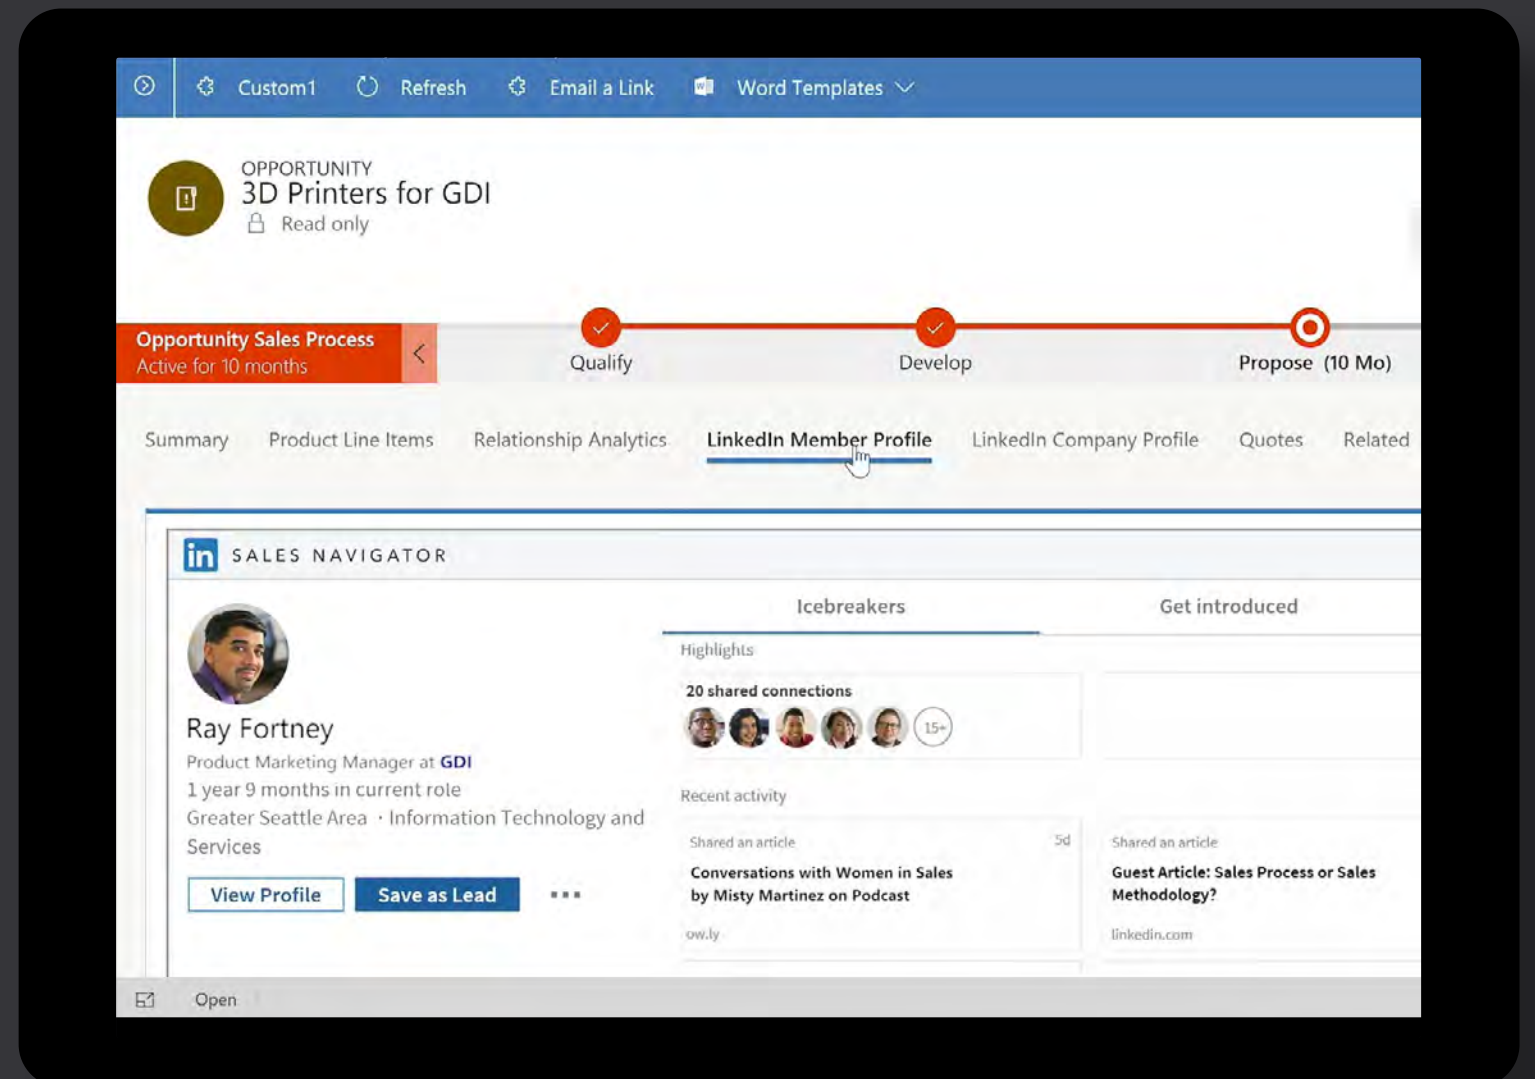 Custom1 Refresh Email a Link Word Templates
OPPORTUNITY
3D Printers for GDI
Read only
Opportunity Sales Process
Active for 10 months
Qualify Develop Propose (10 Mo)
Summary Product Line Items Relationship Analytics LinkedIn Member Profile LinkedIn Company Profile Quotes Related
in SALES NAVIGATOR
Icebreakers Get introduced
Highlights
20 shared connections
15+
Ray Fortney
Product Marketing Manager at GDI
1 year 9 months in current role
Greater Seattle Area · Information Technology and
Services
View Profile Save as Lead
Recent activity
Shared an article 5d
Conversations with Women in Sales
by Misty Martinez on Podcast
ow.ly
Shared an article
Guest Article: Sales Process or Sales
Methodology?
linkedin.com
Open